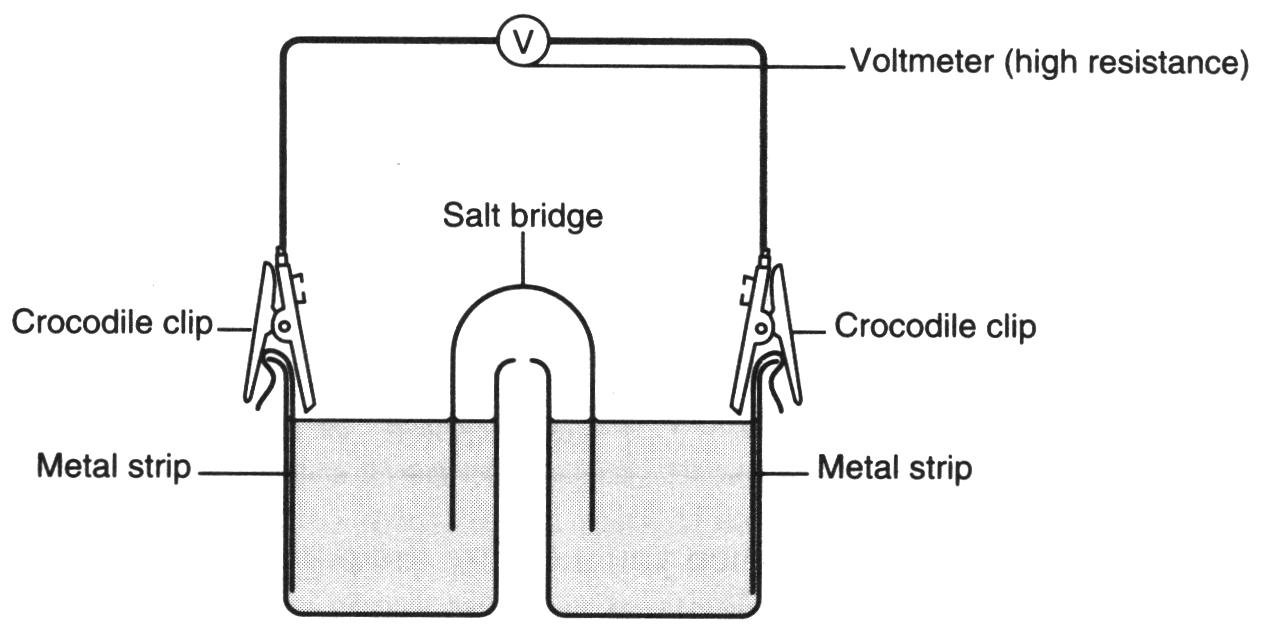 V
Voltmeter (high resistance)
Salt bridge
Crocodile clip
Crocodile clip
Metal strip
Metal strip